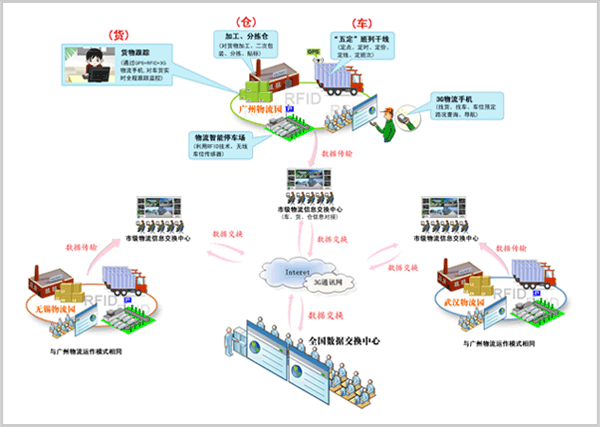 （货）
（仓）
（车）
货物跟踪
(通过GPS+RFID+3G
物流手机，对车货实
时全程跟踪监控)
加工、分拣仓
(对货物加工，二次包
装、分拣、贴标)
“五定”班列干线
(定点、定时、定价、
定线、定班次)
GPS
RFID
广州物流园
P
3G物流手机
(找货、找车、车位预定
路况查询、导航)
物流智能停车场
(利用RFID技术、无线
车位传感器)
数据传输
市级物流信息交换中心
(车、货、仓信息对接)
市级物流信息交换中心
市级物流信息交换中心
数据传输
数据交换
数据交换
数据交换
数据传输
Interet
3G通讯网
RFID
P
无锡物流园
与广州物流运作模式相同
数据交换
全国数据交换中心
RFID
P
武汉物流园
与广州物流运作模式相同